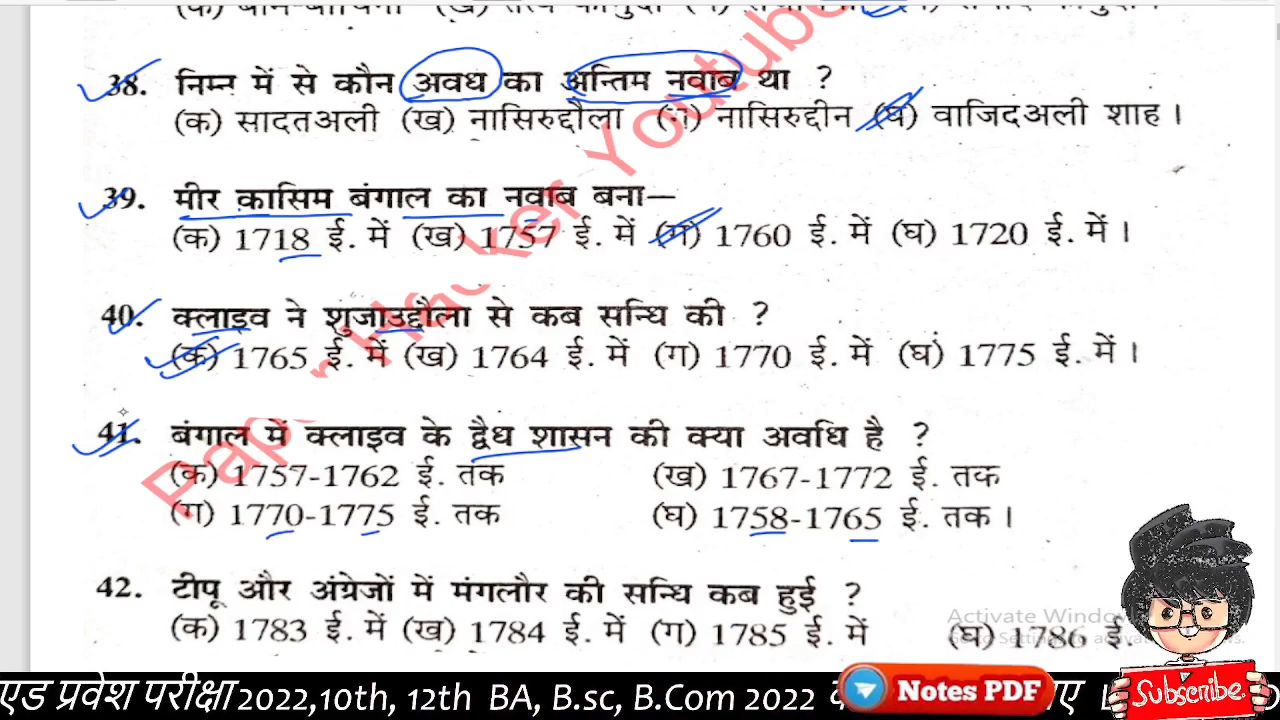 38. निम्न में से कौन अवध का अन्तिम नवाब था ?
(क) सादतअली (ख) नासिरुद्दौला (ग) नासिरुद्दीन (घ) वाजिदअली शाह ।
39. मीर क़ासिम बंगाल का नवाब बना—
(क) 1718 ई. में (ख) 1757 ई. में (ग) 1760 ई. में (घ) 1720 ई. में ।
40. क्लाइव ने शुजाउद्दौला से कब सन्धि की ?
(क) 1765 ई. में (ख) 1764 ई. में (ग) 1770 ई. में (घ) 1775 ई. में ।
41. बंगाल में क्लाइव के द्वैध शासन की क्या अवधि है ?
(क) 1757-1762 ई. तक (ख) 1767-1772 ई. तक
(ग) 1770-1775 ई. तक (घ) 1758-1765 ई. तक ।
42. टीपू और अंग्रेजों में मंगलौर की सन्धि कब हुई ?
(क) 1783 ई. में (ख) 1784 ई. में (ग) 1785 ई. में (घ) 1786 ई.
Paper Hacker Youtube
Activate Windows
एड प्रवेश परीक्षा 2022,10th, 12th BA, B.sc, B.Com 2022
Notes PDF
Subscribe